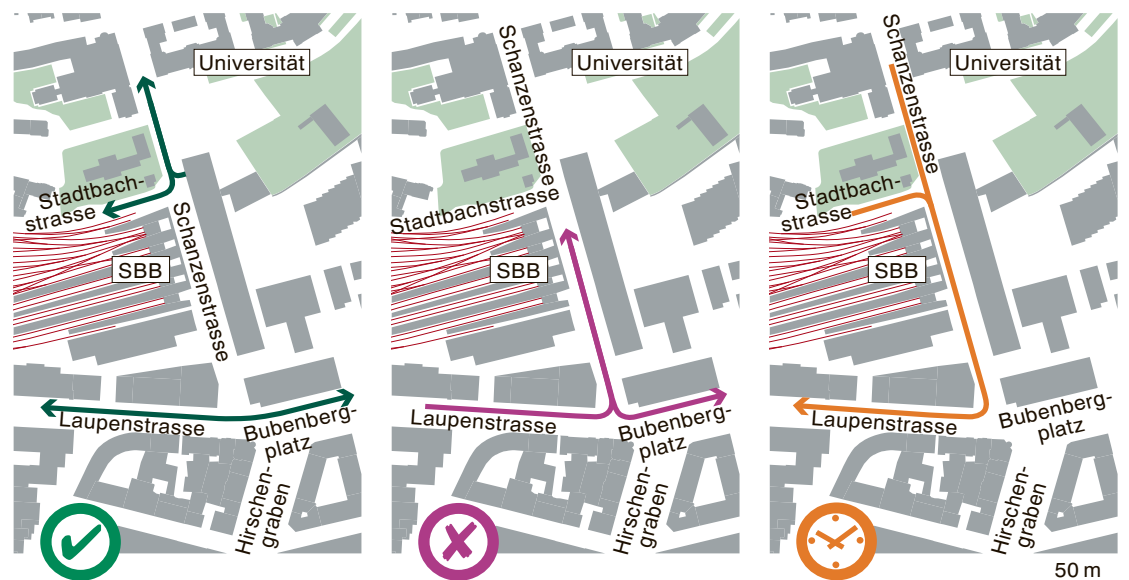 Universität
Stadtbach-
strasse
Schanzenstrasse
SBB
Laupenstrasse
Bubenberg-
platz
Hirschen-
graben
Schanzenstrasse
Universität
Stadtbachstrasse
SBB
Laupenstrasse
Bubenberg-
platz
Hirschen-
graben
Schanzenstrasse
Universität
Stadtbach-
strasse
SBB
Laupenstrasse
Bubenberg-
platz
Hirschen-
graben
50 m